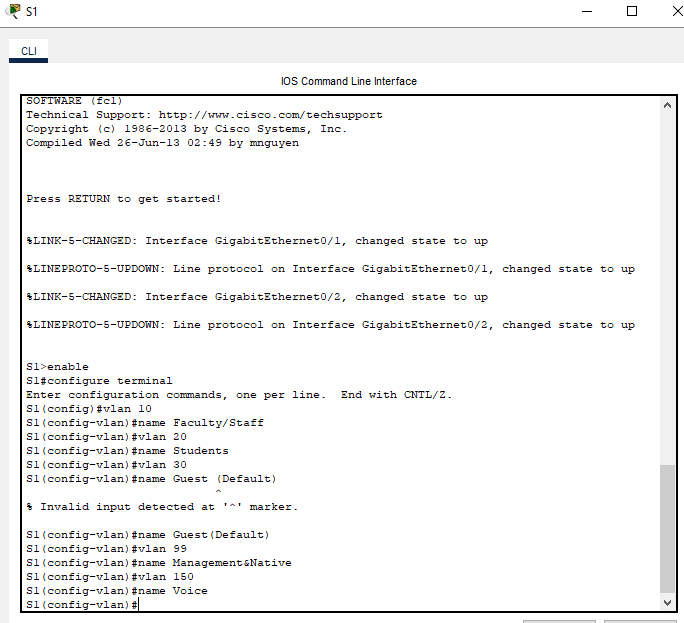 S1
CLI
IOS Command Line Interface
SOFTWARE (fc1)
Technical Support: http://www.cisco.com/techsupport
Copyright (c) 1986-2013 by Cisco Systems, Inc.
Compiled Wed 26-Jun-13 02:49 by mnguyen
Press RETURN to get started!
%LINK-5-CHANGED: Interface GigabitEthernet0/1, changed state to up
%LINEPROTO-5-UPDOWN: Line protocol on Interface GigabitEthernet0/1, changed state to up
%LINK-5-CHANGED: Interface GigabitEthernet0/2, changed state to up
%LINEPROTO-5-UPDOWN: Line protocol on Interface GigabitEthernet0/2, changed state to up
S1>enable
S1#configure terminal
Enter configuration commands, one per line.  End with CNTL/Z.
S1(config)#vlan 10
S1(config-vlan)#name Faculty/Staff
S1(config-vlan)#vlan 20
S1(config-vlan)#name Students
S1(config-vlan)#vlan 30
S1(config-vlan)#name Guest (Default)
^
% Invalid input detected at '^' marker.
S1(config-vlan)#name Guest(Default)
S1(config-vlan)#vlan 99
S1(config-vlan)#name Management&Native
S1(config-vlan)#vlan 150
S1(config-vlan)#name Voice
S1(config-vlan)#